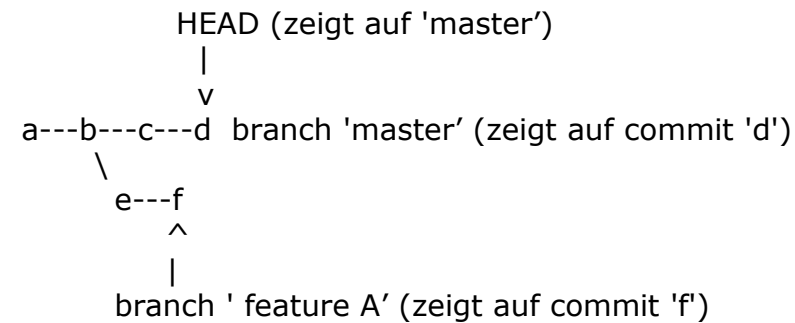 HEAD (zeigt auf 'master’)
|
v
a---b---c---d  branch 'master’ (zeigt auf commit 'd')
\
e---f
^
|
branch ' feature A’ (zeigt auf commit 'f')